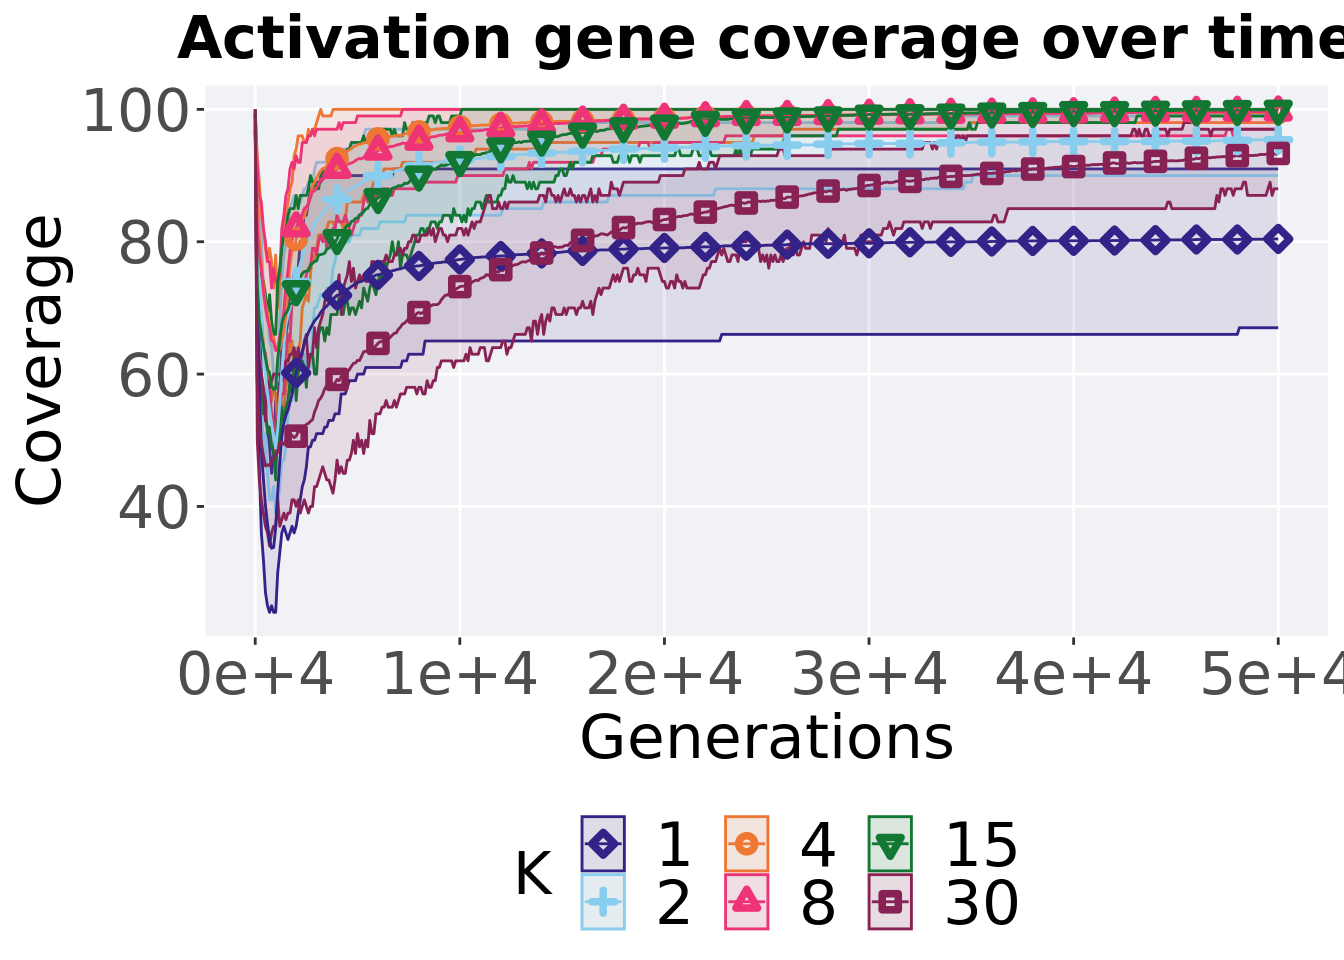 Activation gene coverage over time
Coverage
100
80
60
40
0e+4 1e+4 2e+4 3e+4 4e+4 5e+4
Generations
K
1 4 15
2 8 30